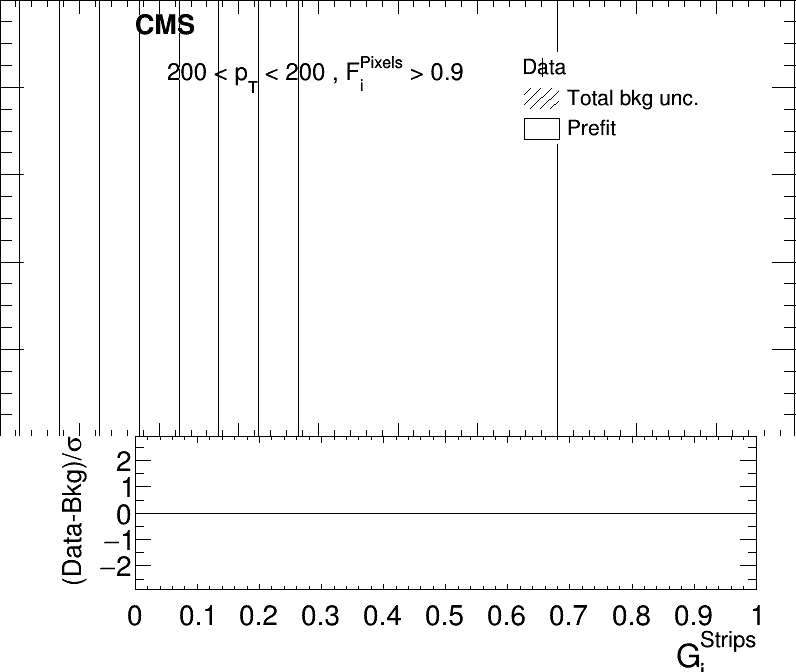 CMS
200 < p_T < 200 , F_i^Pixels > 0.9
Data
Total bkg unc.
Prefit
(Data-Bkg)/σ
2
1
0
−1
−2
0 0.1 0.2 0.3 0.4 0.5 0.6 0.7 0.8 0.9 1
G_i^Strips